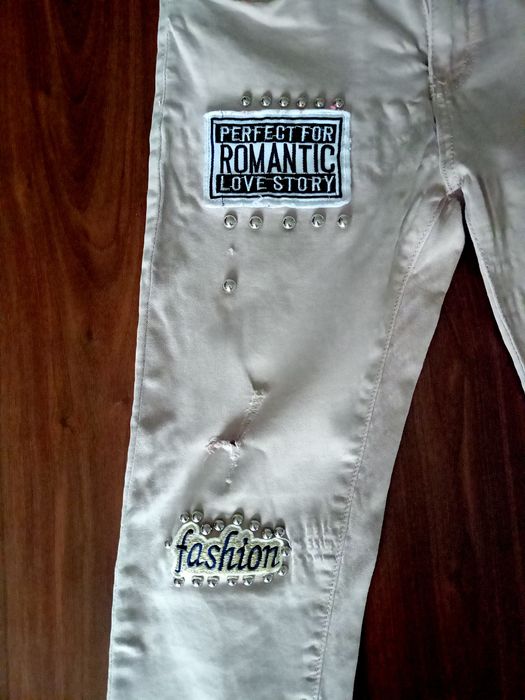 PERFECT FOR
ROMANTIC
LOVE STORY
fashion